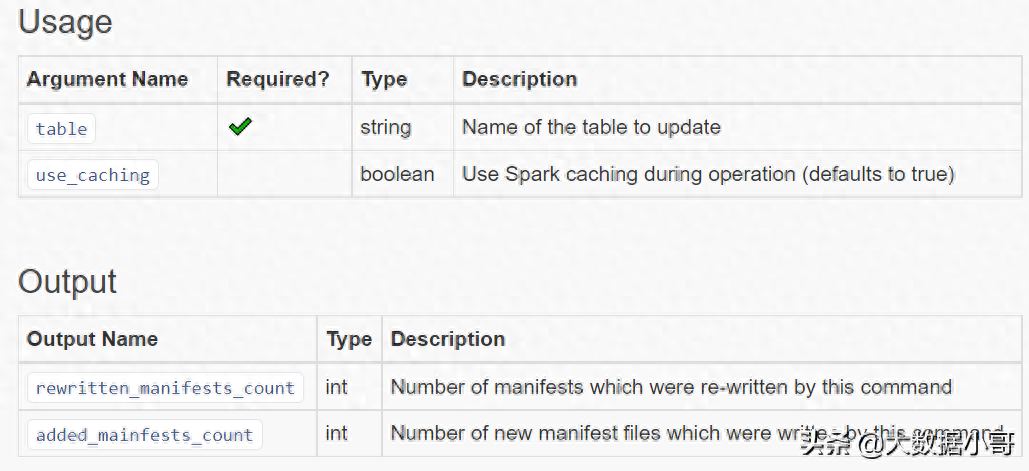 Usage
Argument Name Required? Type Description
table string Name of the table to update
use_caching boolean Use Spark caching during operation (defaults to true)
Output
Output Name Type Description
rewritten_manifests_count int Number of manifests which were re-written by this command
added_mainfests_count int Number of new manifest files which were written by this command
头条 @大数据小哥